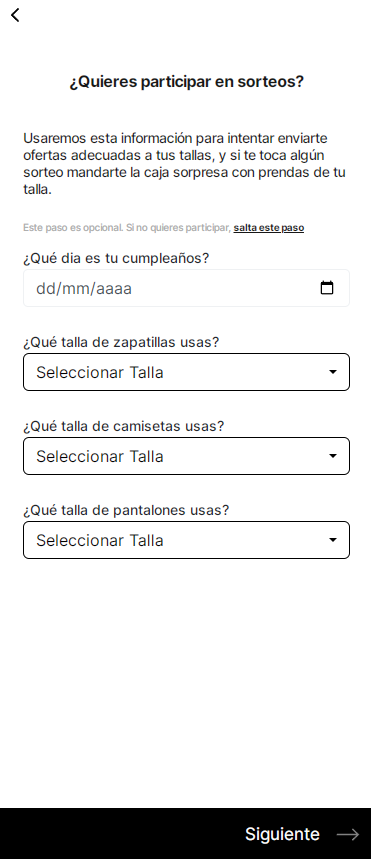 ¿Quieres participar en sorteos?
Usaremos esta información para intentar enviarte
ofertas adecuadas a tus tallas, y si te toca algún
sorteo mandarte la caja sorpresa con prendas de tu
talla.
Este paso es opcional. Si no quieres participar, salta este paso
¿Qué dia es tu cumpleaños?
dd/mm/aaaa
¿Qué talla de zapatillas usas?
Seleccionar Talla
¿Qué talla de camisetas usas?
Seleccionar Talla
¿Qué talla de pantalones usas?
Seleccionar Talla
Siguiente